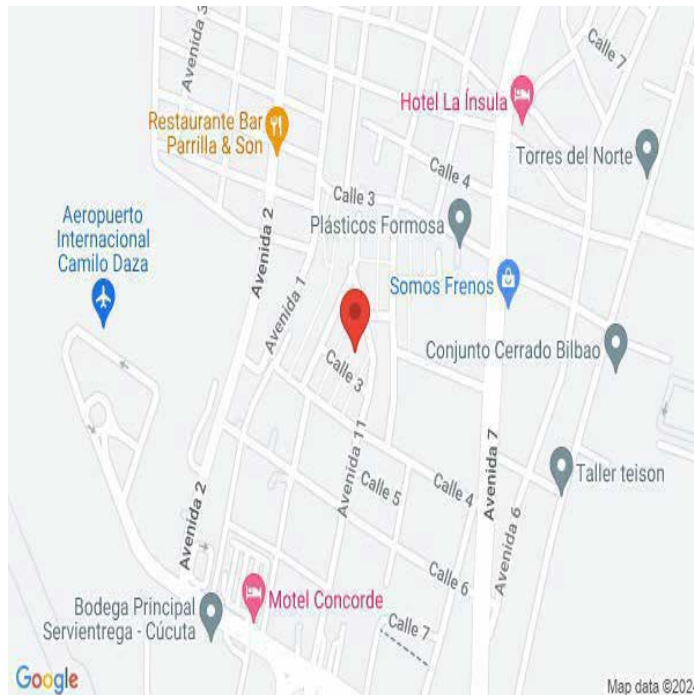 Avenida 3
Calle 7
Hotel La Ínsula
Restaurante Bar
Parrilla & Son
Torres del Norte
Calle 4
Calle 3
Plásticos Formosa
Aeropuerto
Internacional
Camilo Daza
Avenida 2
Avenida 1
Somos Frenos
Conjunto Cerrado Bilbao
Calle 3
Avenida 11
Avenida 7
Taller teison
Calle 5
Calle 4
Avenida 2
Avenida 6
Calle 6
Motel Concorde
Bodega Principal
Servientrega - Cúcuta
Calle 7
Google
Map data ©202